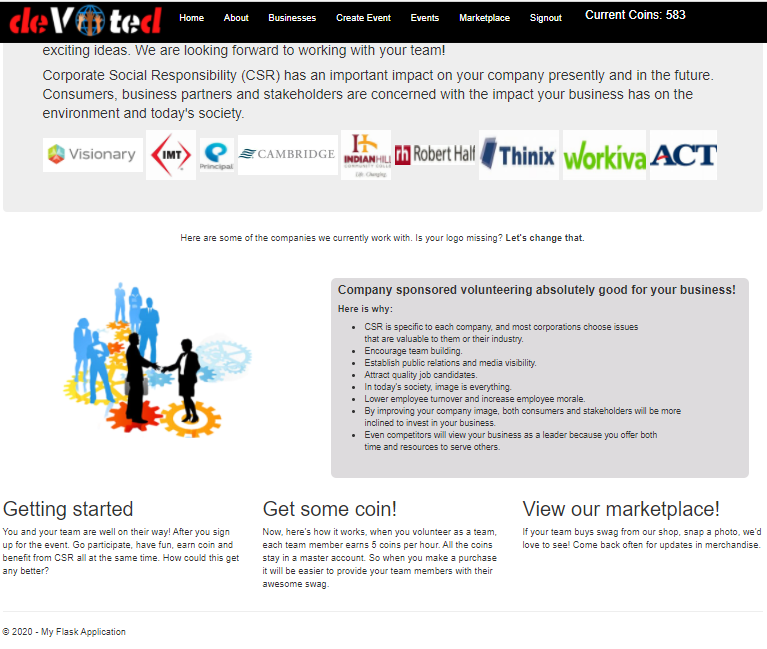 deVoted Home About Businesses Create Event Events Marketplace Signout Current Coins: 583
exciting ideas. We are looking forward to working with your team!
Corporate Social Responsibility (CSR) has an important impact on your company presently and in the future.
Consumers, business partners and stakeholders are concerned with the impact your business has on the
environment and today's society.
Visionary IMT Principal CAMBRIDGE INDIAN HILLS COMMUNITY COLLEGE Life. Changing. rh Robert Half Thinix Workiva ACT
Here are some of the companies we currently work with. Is your logo missing? Let's change that.
Company sponsored volunteering absolutely good for your business!
Here is why:
• CSR is specific to each company, and most corporations choose issues
that are valuable to them or their industry.
• Encourage team building.
• Establish public relations and media visibility.
• Attract quality job candidates.
• In today's society, image is everything.
• Lower employee turnover and increase employee morale.
• By improving your company image, both consumers and stakeholders will be more
inclined to invest in your business.
• Even competitors will view your business as a leader because you offer both
time and resources to serve others.
Getting started
You and your team are well on their way! After you sign
up for the event. Go participate, have fun, earn coin and
benefit from CSR all at the same time. How could this get
any better?
Get some coin!
Now, here's how it works, when you volunteer as a team,
each team member earns 5 coins per hour. All the coins
stay in a master account. So when you make a purchase
it will be easier to provide your team members with their
awesome swag.
View our marketplace!
If your team buys swag from our shop, snap a photo, we'd
love to see! Come back often for updates in merchandise.
© 2020 - My Flask Application